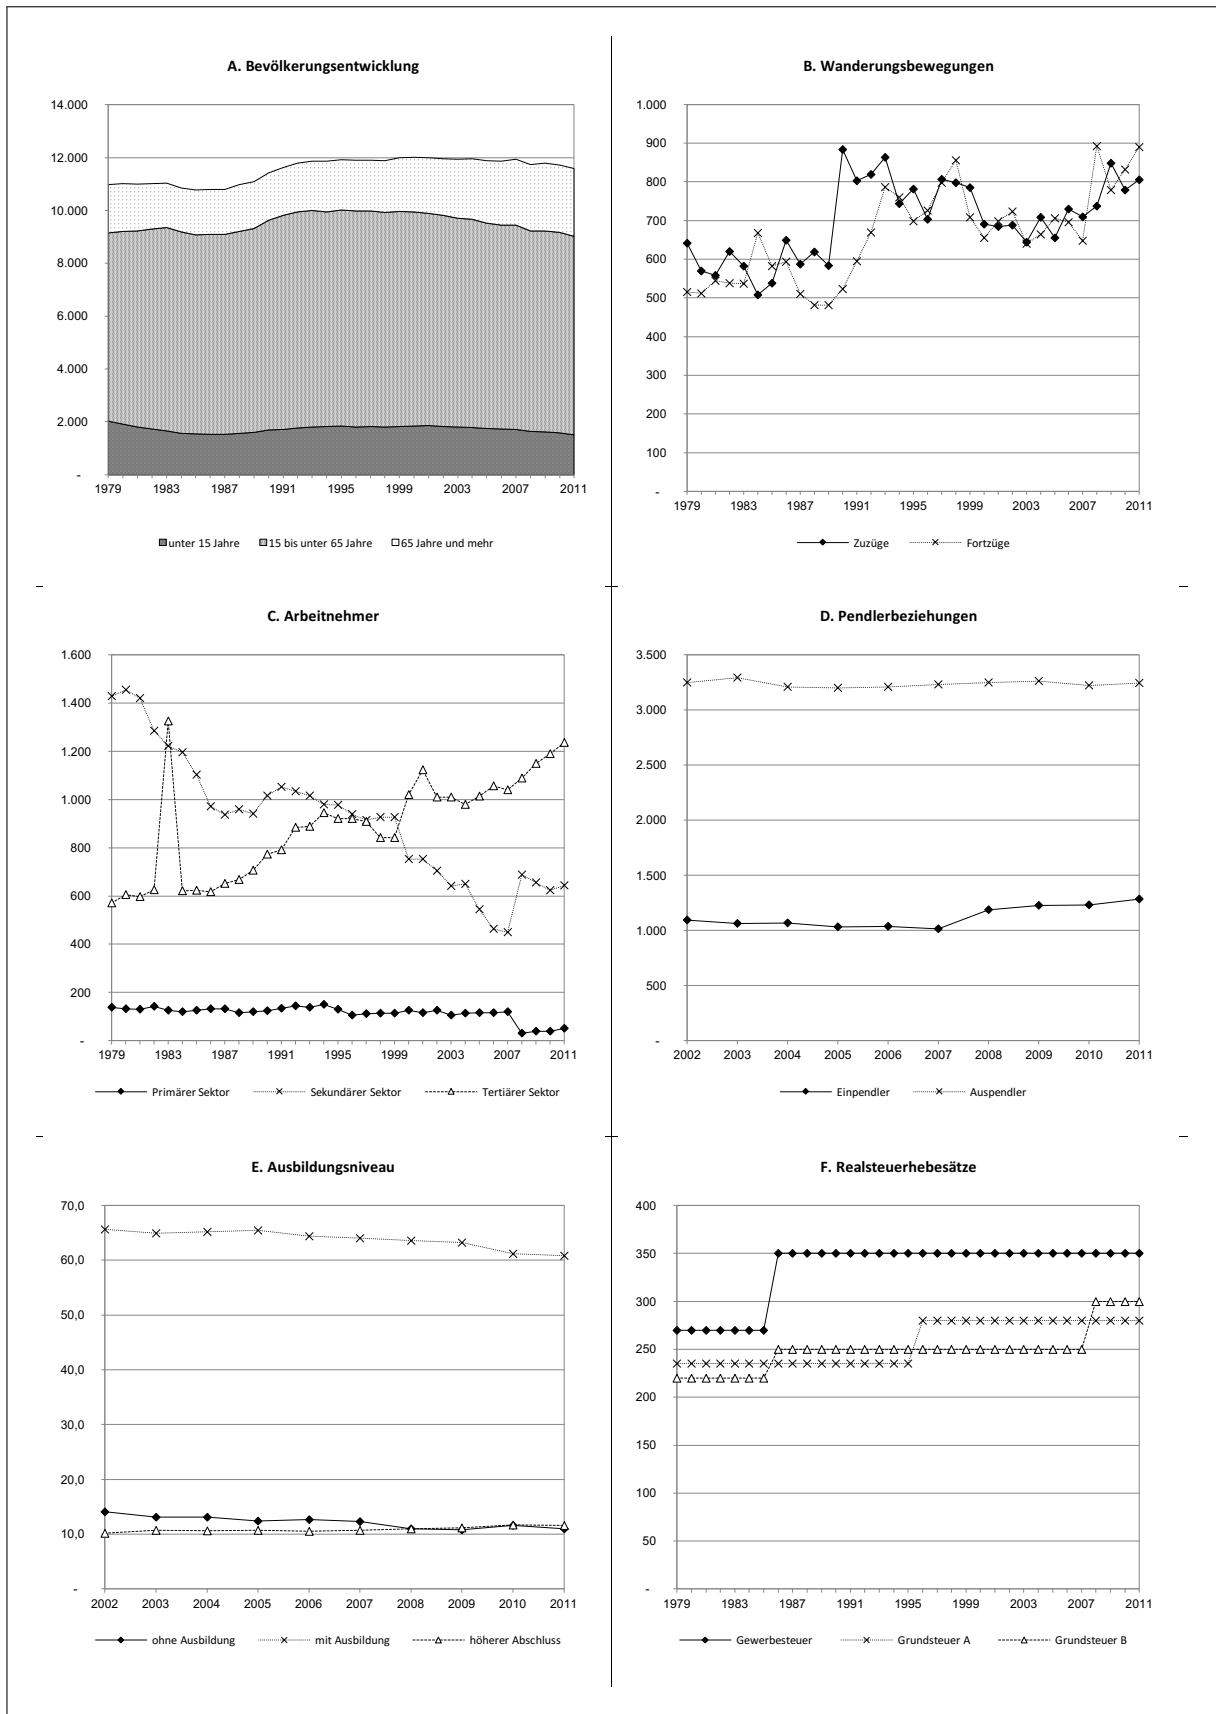 A. Bevölkerungsentwicklung
14.000
12.000
10.000
8.000
6.000
4.000
2.000
-
1979 1983 1987 1991 1995 1999 2003 2007 2011
unter 15 Jahre 15 bis unter 65 Jahre 65 Jahre und mehr
B. Wanderungsbewegungen
1.000
900
800
700
600
500
400
300
200
100
-
1979 1983 1987 1991 1995 1999 2003 2007 2011
Zuzüge Fortzüge
C. Arbeitnehmer
1.600
1.400
1.200
1.000
800
600
400
200
-
1979 1983 1987 1991 1995 1999 2003 2007 2011
Primärer Sektor Sekundärer Sektor Tertiärer Sektor
D. Pendlerbeziehungen
3.500
3.000
2.500
2.000
1.500
1.000
500
-
2002 2003 2004 2005 2006 2007 2008 2009 2010 2011
Einpendler Auspendler
E. Ausbildungsniveau
70,0
60,0
50,0
40,0
30,0
20,0
10,0
-
2002 2003 2004 2005 2006 2007 2008 2009 2010 2011
ohne Ausbildung mit Ausbildung höherer Abschluss
F. Realsteuerhebesätze
400
350
300
250
200
150
100
50
-
1979 1983 1987 1991 1995 1999 2003 2007 2011
Gewerbesteuer Grundsteuer A Grundsteuer B